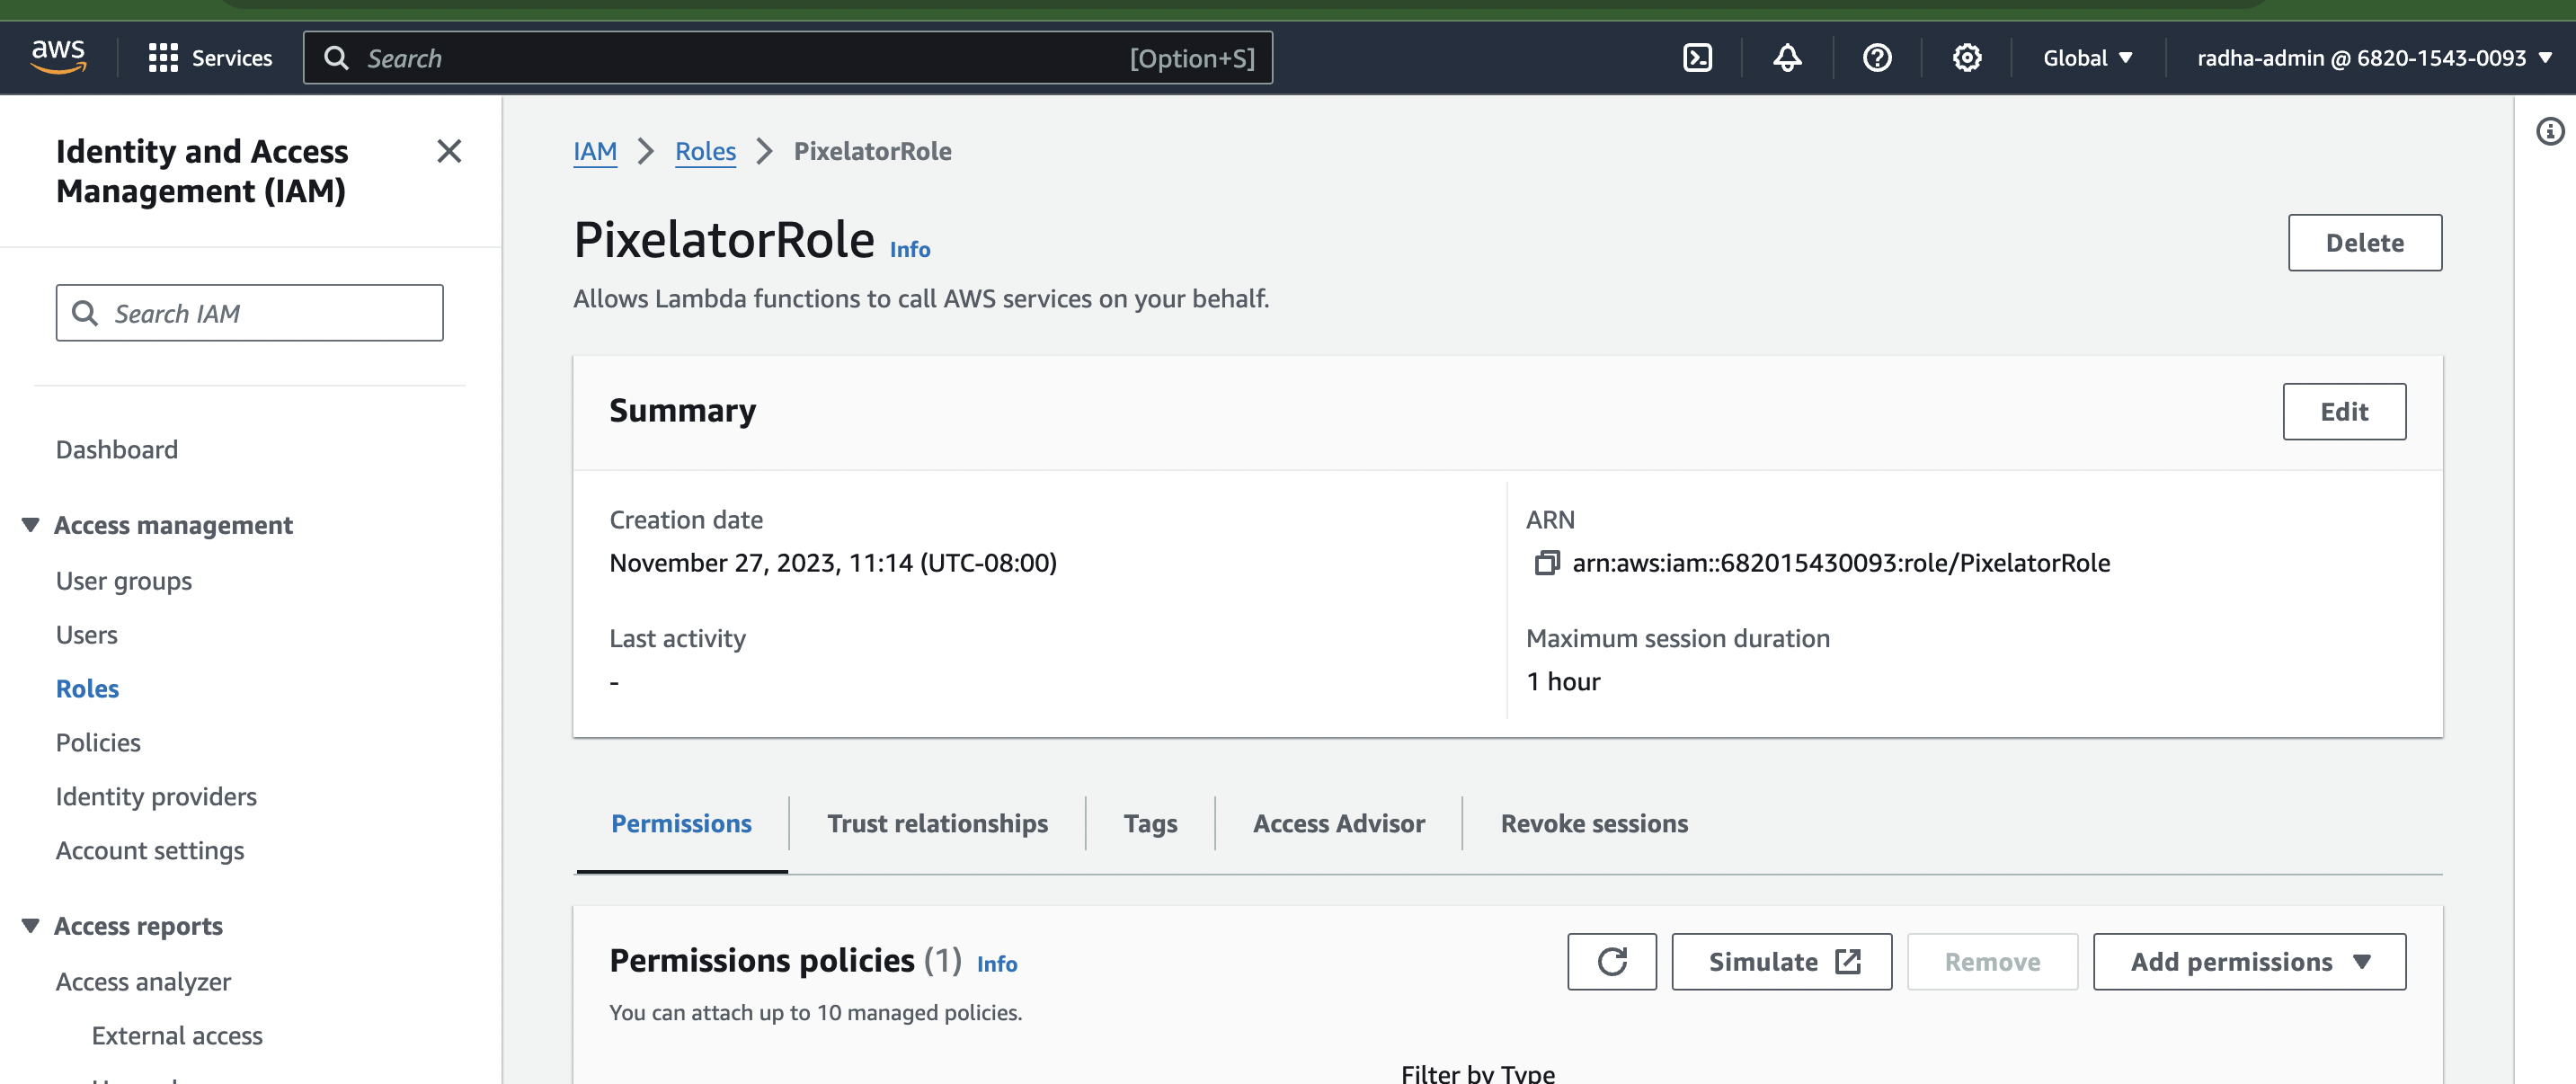 aws
Services
Search
[Option+S]
Global
radha-admin @ 6820-1543-0093
Identity and Access
Management (IAM)
Search IAM
Dashboard
Access management
User groups
Users
Roles
Policies
Identity providers
Account settings
Access reports
Access analyzer
External access
IAM > Roles > PixelatorRole
PixelatorRole Info
Delete
Allows Lambda functions to call AWS services on your behalf.
Summary
Edit
Creation date
November 27, 2023, 11:14 (UTC-08:00)
ARN
arn:aws:iam::682015430093:role/PixelatorRole
Last activity
-
Maximum session duration
1 hour
Permissions
Trust relationships
Tags
Access Advisor
Revoke sessions
Permissions policies (1) Info
Simulate
Remove
Add permissions
You can attach up to 10 managed policies.
Filter by Type